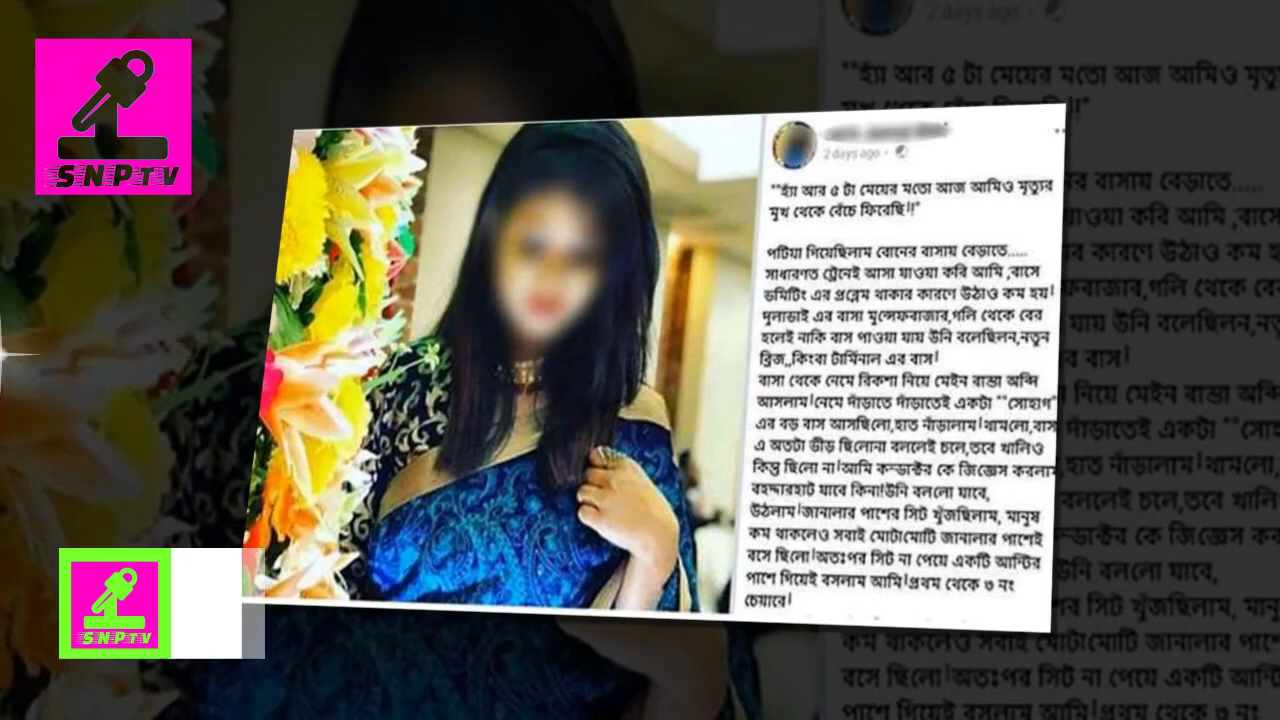 SNPTV
2 days ago
""হ্যাঁ আর ৫ টা মেয়ের মতো আজ আমিও মৃত্যুর
মুখ থেকে বেঁচে ফিরেছি!!"
পটিয়া গিয়েছিলাম বোনের বাসায় বেড়াতে.....
সাধারণত ট্রেনেই আসা যাওয়া করি আমি ,বাসে
ভমিটিং এর প্রব্লেম থাকার কারণে উঠাও কম হয়।
দুলাভাই এর বাসা মুন্সেফবাজার,গলি থেকে বের
হলেই নাকি বাস পাওয়া যায় উনি বলেছিলন,নতুন
ব্রিজ,,কিংবা টার্মিনাল এর বাস।
বাসা থেকে নেমে রিকশা নিয়ে মেইন রাস্তা অব্দি
আসলাম।নেমে দাঁড়াতে দাঁড়াতেই একটা ""সোহাগ"
এর বড় বাস আসছিলো,হাত নাঁড়ালাম।থামলো,বাস
এ অতটা ভীড় ছিলোনা বললেই চলে,তবে খালিও
কিন্তু ছিলো না।আমি কন্ডাক্টর কে জিজ্ঞেস করলাম
বহদ্দারহাট যাবে কিনা!উনি বললো যাবে,
উঠলাম।জানালার পাশের সিট খুঁজছিলাম, মানুষ
কম থাকলেও সবাই মোটামোটি জানালার পাশেই
বসে ছিলো।অতঃপর সিট না পেয়ে একটি আন্টির
পাশে গিয়েই বসলাম আমি।প্রথম থেকে ৩ নং
চেয়ারে।
SNPTV